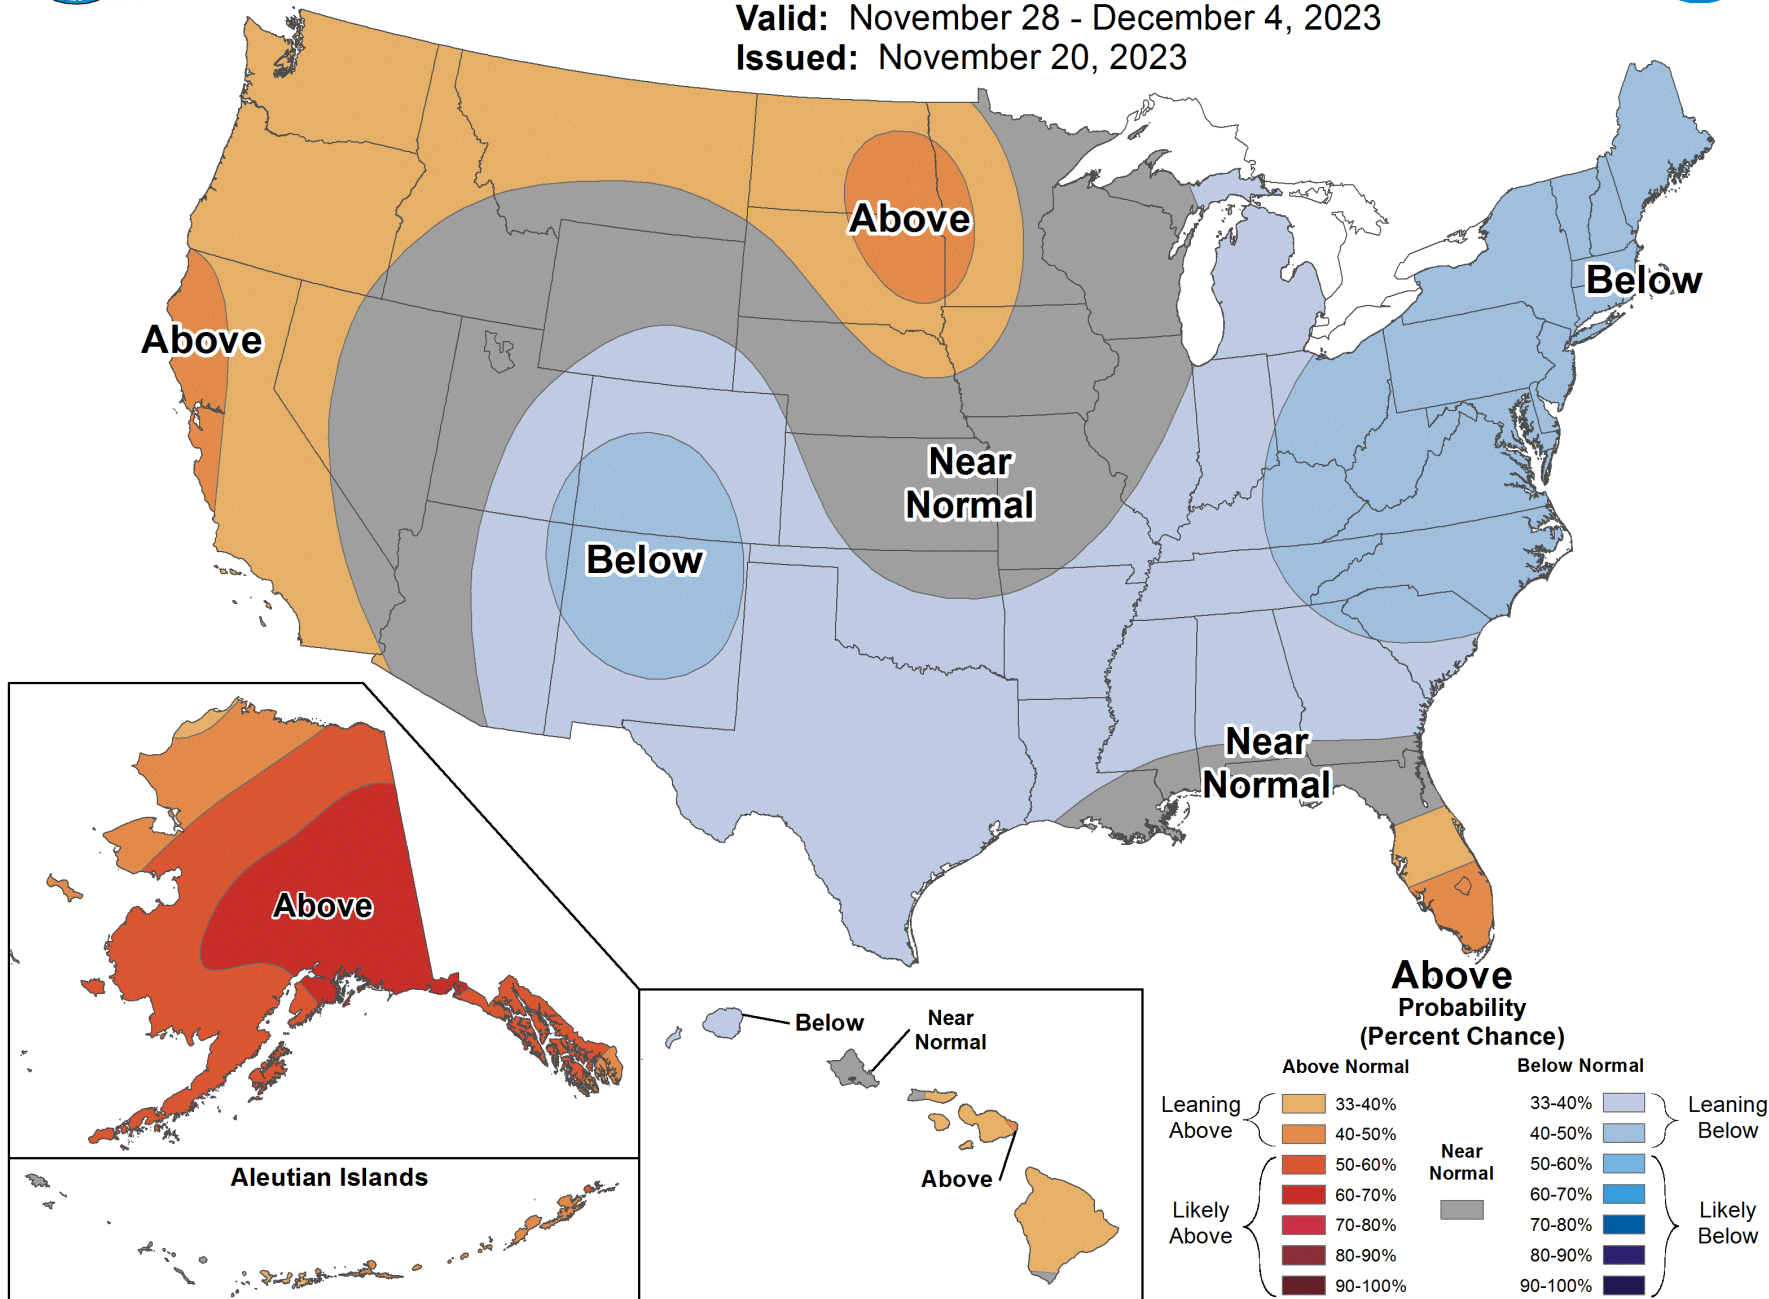 Valid: November 28 - December 4, 2023
Issued: November 20, 2023
Above
Below
Above
Near
Normal
Below
Near
Normal
Above
Above
Below
Near
Normal
Above
Aleutian Islands
Probability
(Percent Chance)
Above Normal
Below Normal
Leaning
Above
33-40%
40-50%
Likely
Above
50-60%
60-70%
70-80%
80-90%
90-100%
Near
Normal
33-40%
40-50%
Leaning
Below
50-60%
60-70%
70-80%
80-90%
90-100%
Likely
Below